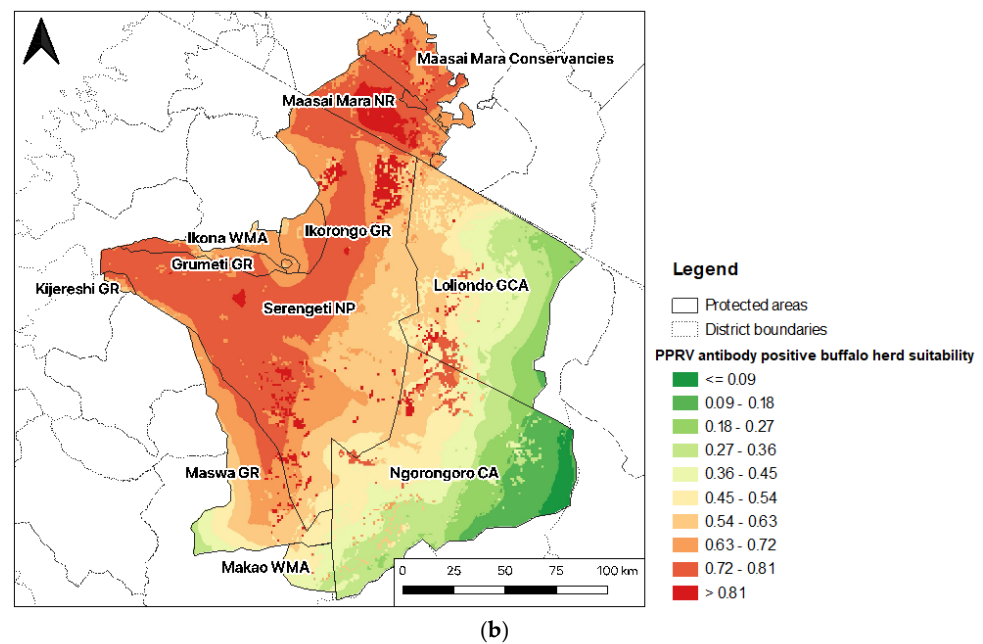 Maasai Mara Conservancies
Maasai Mara NR
Ikona WMA
Ikorongo GR
Grumeti GR
Kijereshi GR
Loliondo GCA
Serengeti NP
Maswa GR
Ngorongoro CA
Makao WMA
0 25 50 75 100 km
Legend
Protected areas
District boundaries
PPRV antibody positive buffalo herd suitability
<= 0.09
0.09 - 0.18
0.18 - 0.27
0.27 - 0.36
0.36 - 0.45
0.45 - 0.54
0.54 - 0.63
0.63 - 0.72
0.72 - 0.81
> 0.81
(b)